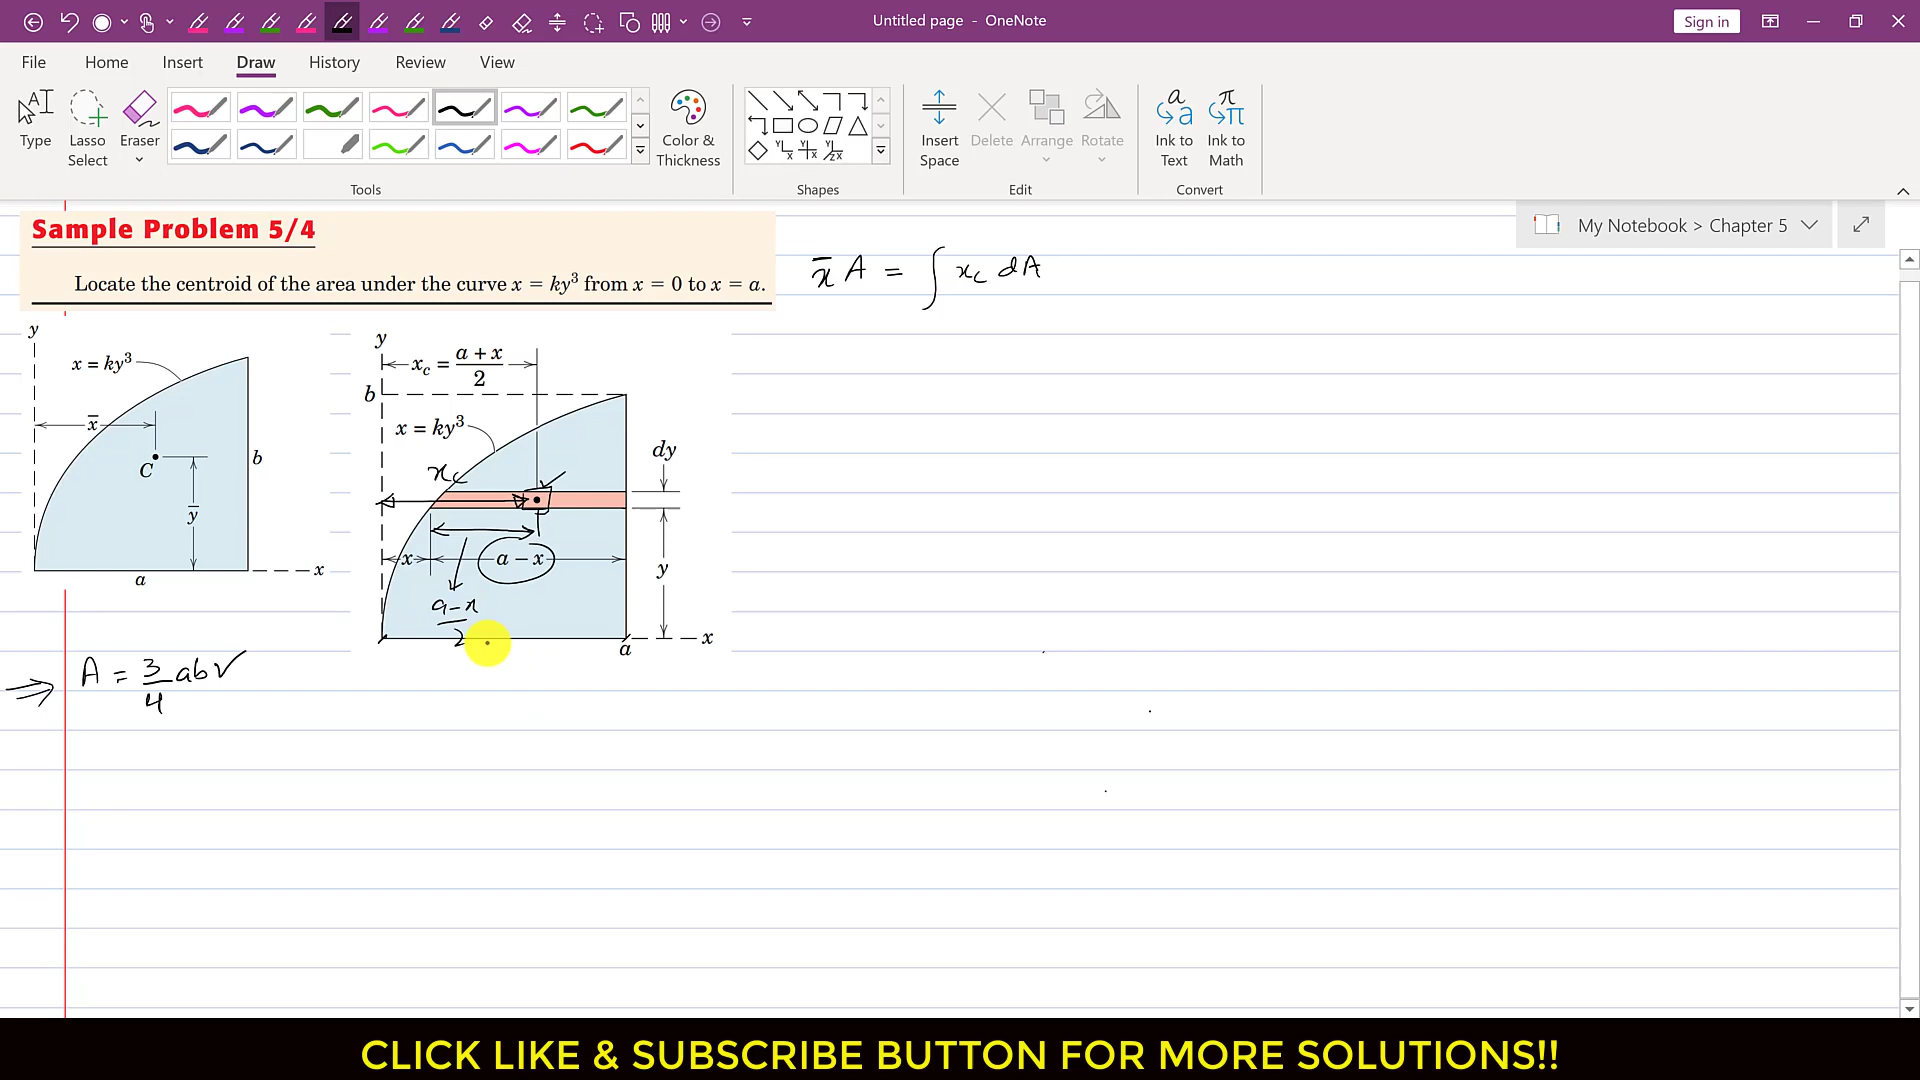 Untitled page - OneNote
Sign in
File Home Insert Draw History Review View
Type
Lasso Select
Eraser
Color & Thickness
Insert Space
Delete
Arrange
Rotate
Ink to Text
Ink to Math
Tools
Shapes
Edit
Convert
My Notebook > Chapter 5
Sample Problem 5/4
Locate the centroid of the area under the curve x = ky³ from x = 0 to x = a.
x̄ A = ∫ x_c dA
y
x = ky³
x̄
C
ȳ
b
a
x
y
x_c = (a + x)/2
b
x = ky³
x_c
dy
x
a − x
y
(a−x)/2
a
x
⇒ A = 3/4 ab ✓
CLICK LIKE & SUBSCRIBE BUTTON FOR MORE SOLUTIONS!!